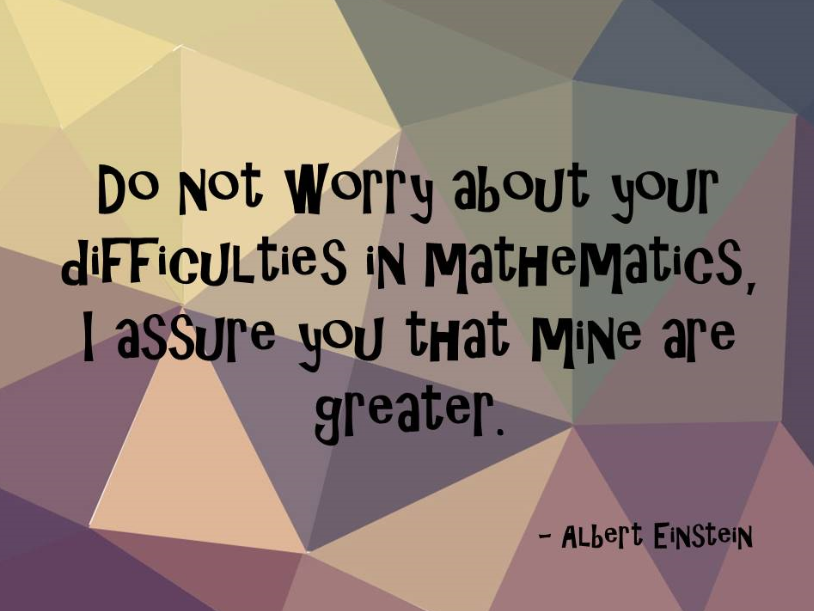 Do not worry about your
difficulties in Mathematics,
I assure you that mine are
greater.
- Albert Einstein